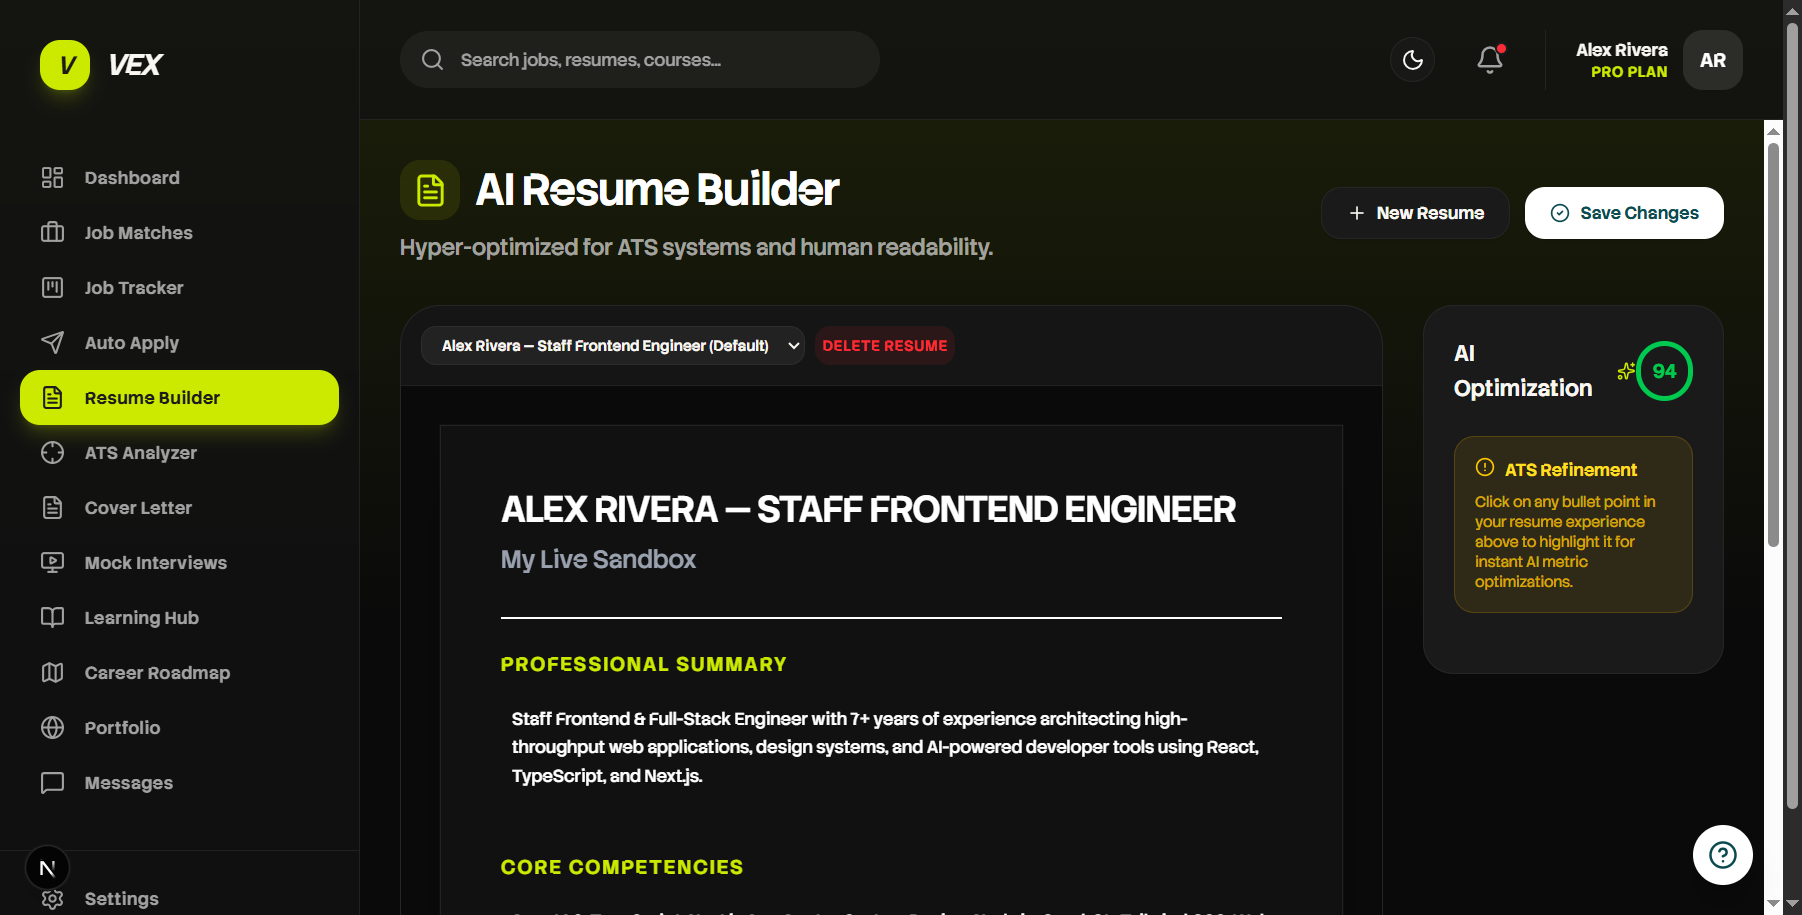 V VEX
Search jobs, resumes, courses...
Alex Rivera
PRO PLAN
AR
Dashboard
Job Matches
Job Tracker
Auto Apply
Resume Builder
ATS Analyzer
Cover Letter
Mock Interviews
Learning Hub
Career Roadmap
Portfolio
Messages
N
Settings
AI Resume Builder
Hyper-optimized for ATS systems and human readability.
New Resume
Save Changes
Alex Rivera — Staff Frontend Engineer (Default)
DELETE RESUME
ALEX RIVERA — STAFF FRONTEND ENGINEER
My Live Sandbox
PROFESSIONAL SUMMARY
Staff Frontend & Full-Stack Engineer with 7+ years of experience architecting high-
throughput web applications, design systems, and AI-powered developer tools using React,
TypeScript, and Next.js.
CORE COMPETENCIES
AI
Optimization
94
ATS Refinement
Click on any bullet point in
your resume experience
above to highlight it for
instant AI metric
optimizations.